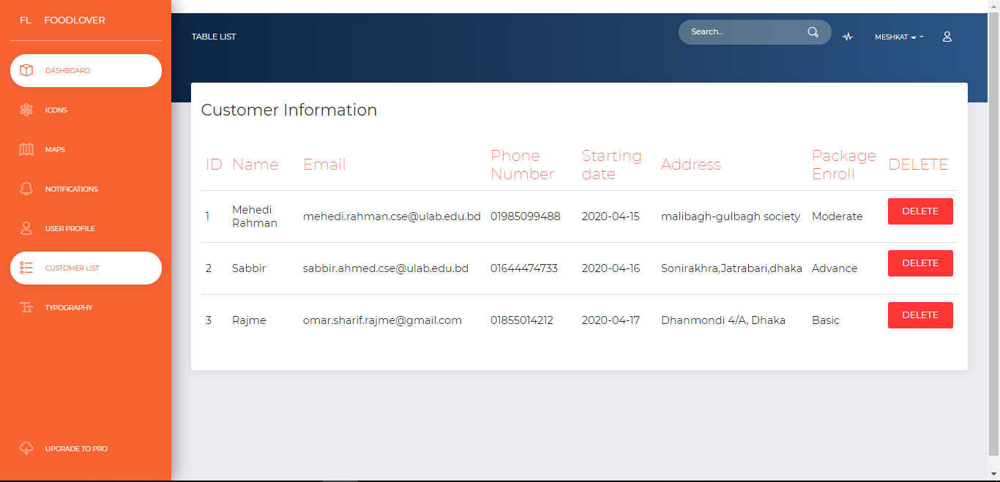 FL FOODLOVER
DASHBOARD
ICONS
MAPS
NOTIFICATIONS
USER PROFILE
CUSTOMER LIST
TYPOGRAPHY
UPGRADE TO PRO
TABLE LIST
Search...
MESHKAT
Customer Information
ID Name Email Phone Number Starting date Address Package Enroll DELETE
1 Mehedi Rahman mehedi.rahman.cse@ulab.edu.bd 01985099488 2020-04-15 malibagh-gulbagh society Moderate DELETE
2 Sabbir sabbir.ahmed.cse@ulab.edu.bd 01644474733 2020-04-16 Sonirakhra,Jatrabari,dhaka Advance DELETE
3 Rajme omar.sharif.rajme@gmail.com 01855014212 2020-04-17 Dhanmondi 4/A, Dhaka Basic DELETE